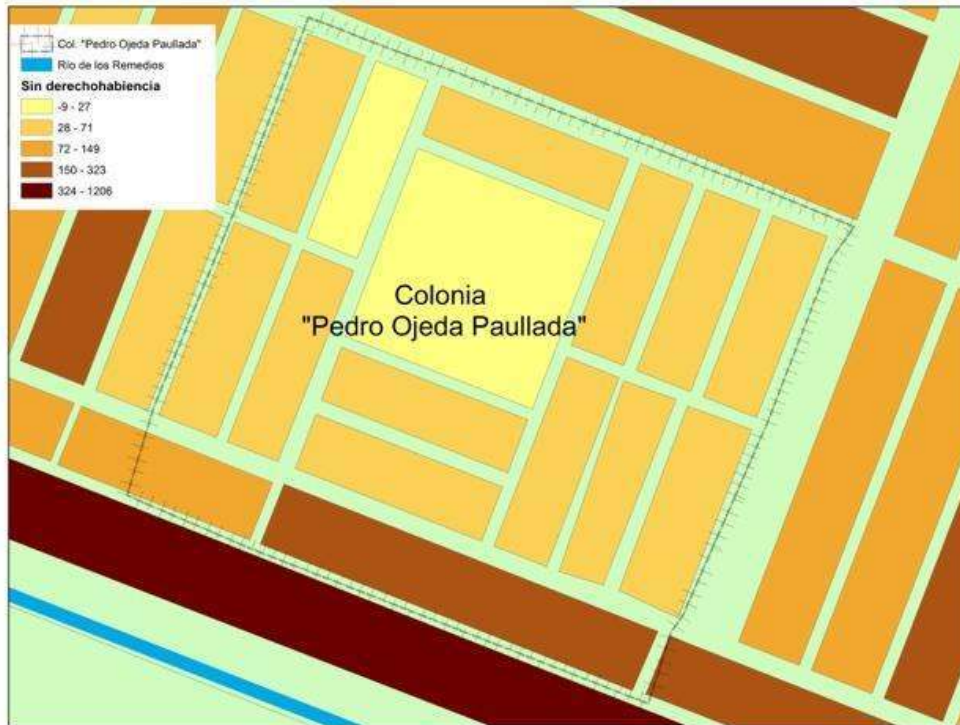 Col. "Pedro Ojeda Paullada"
Río de los Remedios
Sin derechohabiencia
-9 - 27
28 - 71
72 - 149
150 - 323
324 - 1206
Colonia
"Pedro Ojeda Paullada"